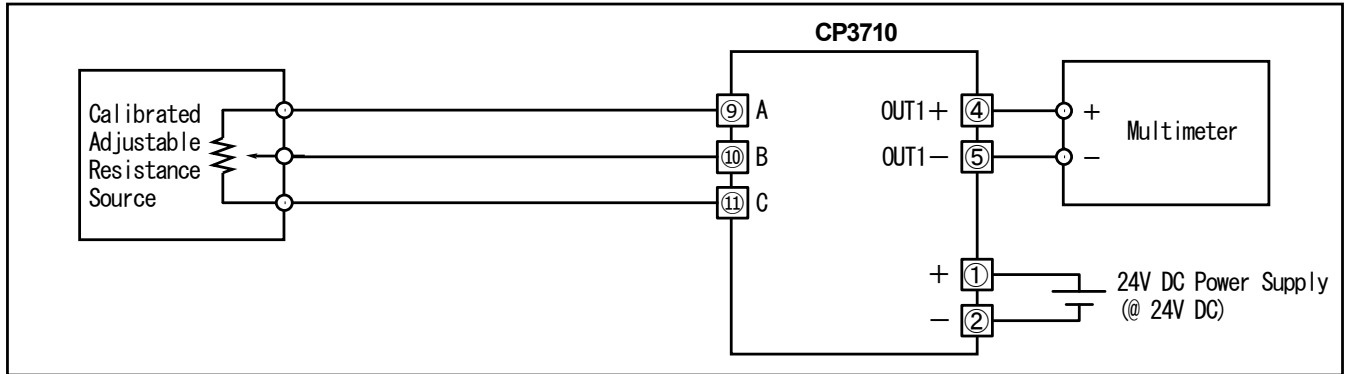 CP3710
Calibrated
Adjustable
Resistance
Source
⑨ A
⑩ B
⑪ C
OUT1+ ④
OUT1− ⑤
+ ①
− ②
+
−
Multimeter
24V DC Power Supply
(@ 24V DC)